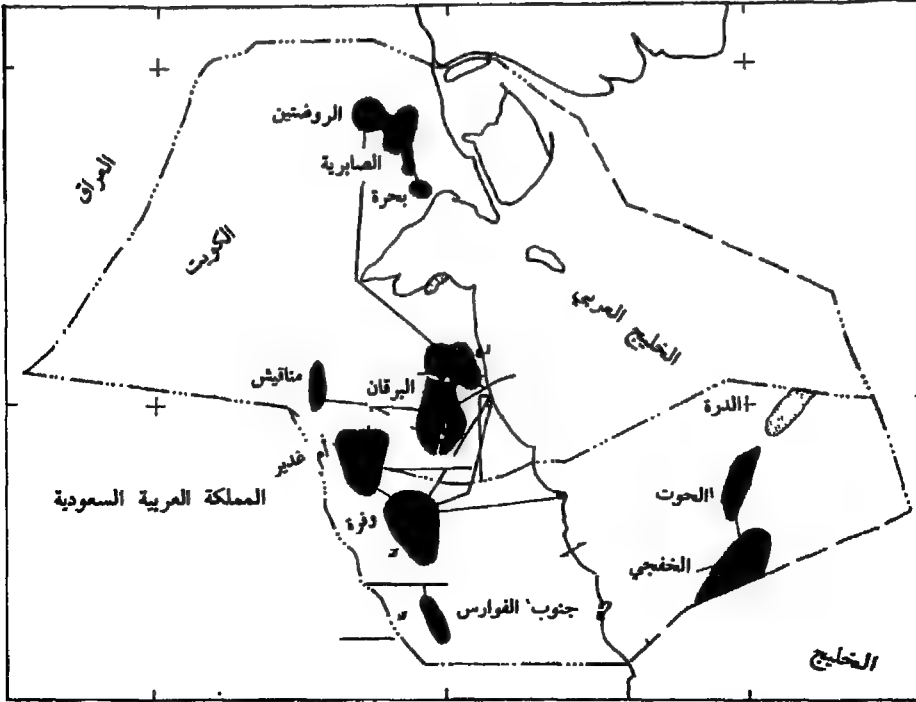 الروضتين
الصابرية
بحرة
العراق
الكويت
الخليج العربي
مناقيش
البرقان
الدرة
أم غدير
المملكة العربية السعودية
الحوت
وفرة
الخفجي
جنوب الفوارس
الخليج